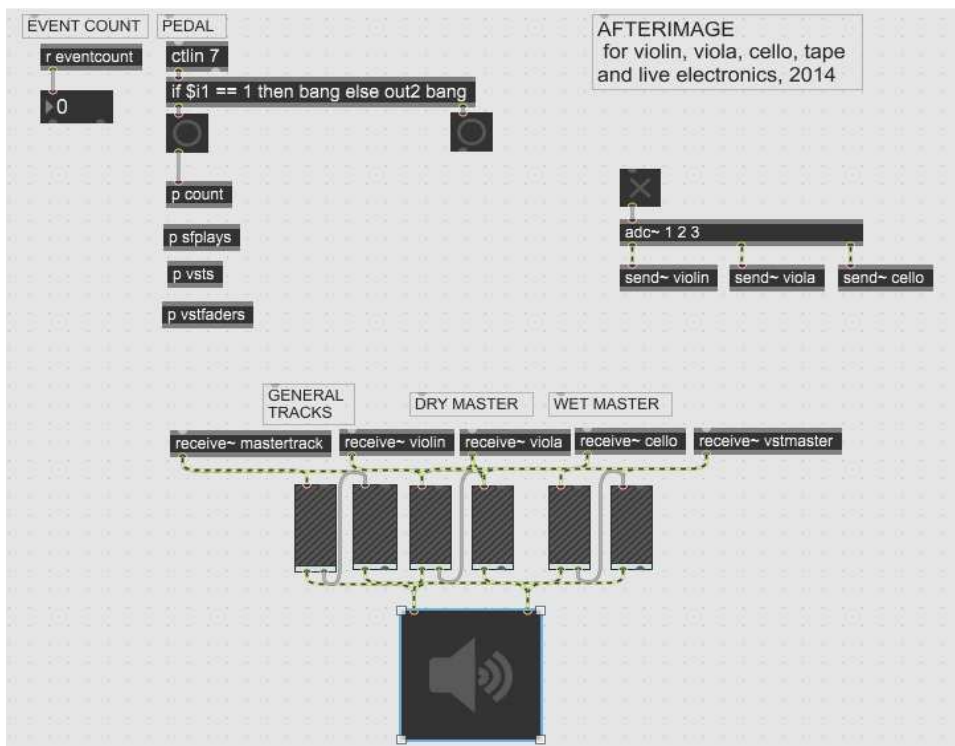 EVENT COUNT
PEDAL
AFTERIMAGE
for violin, viola, cello, tape
and live electronics, 2014
r eventcount
ctlin 7
0
if $i1 == 1 then bang else out2 bang
p count
adc~ 1 2 3
p sfplays
p vsts
send~ violin
send~ viola
send~ cello
p vstfaders
GENERAL
TRACKS
DRY MASTER
WET MASTER
receive~ mastertrack
receive~ violin
receive~ viola
receive~ cello
receive~ vstmaster